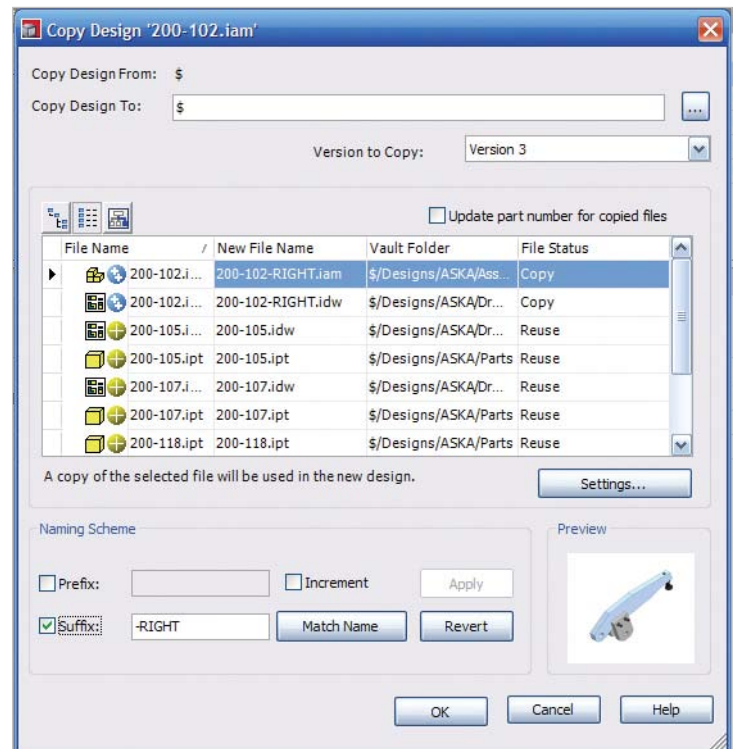 Copy Design '200-102.iam'
Copy Design From: $
Copy Design To: $ ...
Version to Copy: Version 3
Update part number for copied files
File Name / New File Name Vault Folder File Status
200-102.i... 200-102-RIGHT.iam $/Designs/ASKA/Ass... Copy
200-102.i... 200-102-RIGHT.idw $/Designs/ASKA/Dr... Copy
200-105.i... 200-105.idw $/Designs/ASKA/Dr... Reuse
200-105.ipt 200-105.ipt $/Designs/ASKA/Parts Reuse
200-107.i... 200-107.idw $/Designs/ASKA/Dr... Reuse
200-107.ipt 200-107.ipt $/Designs/ASKA/Parts Reuse
200-118.ipt 200-118.ipt $/Designs/ASKA/Parts Reuse
A copy of the selected file will be used in the new design.
Settings...
Naming Scheme Preview
Prefix: Increment Apply
Suffix: -RIGHT Match Name Revert
OK Cancel Help